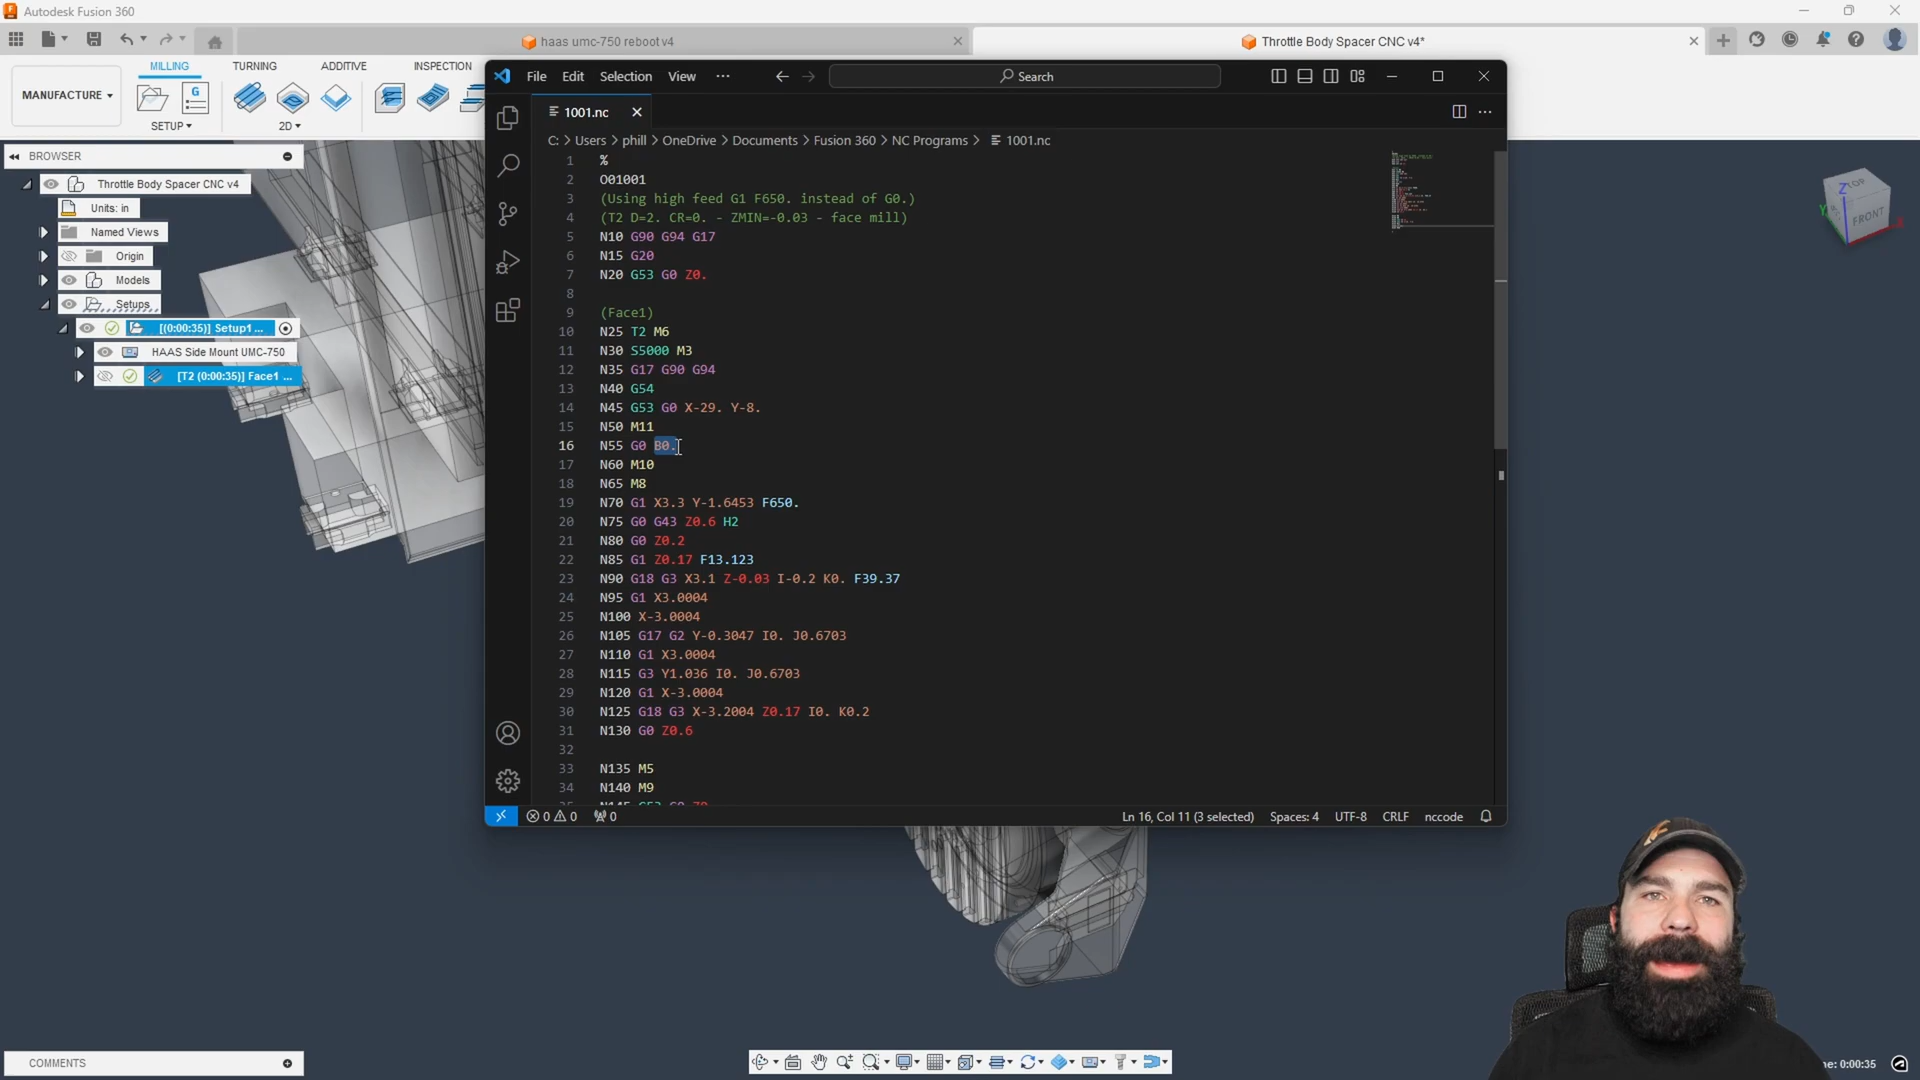 Autodesk Fusion 360
haas umc-750 reboot v4
Throttle Body Spacer CNC v4*
MILLING
TURNING
ADDITIVE
INSPECTION
MANUFACTURE
SETUP
2D
File
Edit
Selection
View
Search
1001.nc
C: > Users > phill > OneDrive > Documents > Fusion 360 > NC Programs > 1001.nc
BROWSER
Throttle Body Spacer CNC v4
Units: in
Named Views
Origin
Models
Setups
[(0:00:35)] Setup1 ...
HAAS Side Mount UMC-750
[T2 (0:00:35)] Face1 ...
1 %
2 O01001
3 (Using high feed G1 F650. instead of G0.)
4 (T2 D=2. CR=0. - ZMIN=-0.03 - face mill)
5 N10 G90 G94 G17
6 N15 G20
7 N20 G53 G0 Z0.
8
9 (Face1)
10 N25 T2 M6
11 N30 S5000 M3
12 N35 G17 G90 G94
13 N40 G54
14 N45 G53 G0 X-29. Y-8.
15 N50 M11
16 N55 G0 B0.
17 N60 M10
18 N65 M8
19 N70 G1 X3.3 Y-1.6453 F650.
20 N75 G0 G43 Z0.6 H2
21 N80 G0 Z0.2
22 N85 G1 Z0.17 F13.123
23 N90 G18 G3 X3.1 Z-0.03 I-0.2 K0. F39.37
24 N95 G1 X3.0004
25 N100 X-3.0004
26 N105 G17 G2 Y-0.3047 I0. J0.6703
27 N110 G1 X3.0004
28 N115 G3 Y1.036 I0. J0.6703
29 N120 G1 X-3.0004
30 N125 G18 G3 X-3.2004 Z0.17 I0. K0.2
31 N130 G0 Z0.6
32
33 N135 M5
34 N140 M9
0 0 0
Ln 16, Col 11 (3 selected)
Spaces: 4
UTF-8
CRLF
nccode
TOP
FRONT
Z
Y
X
COMMENTS
ne: 0:00:35